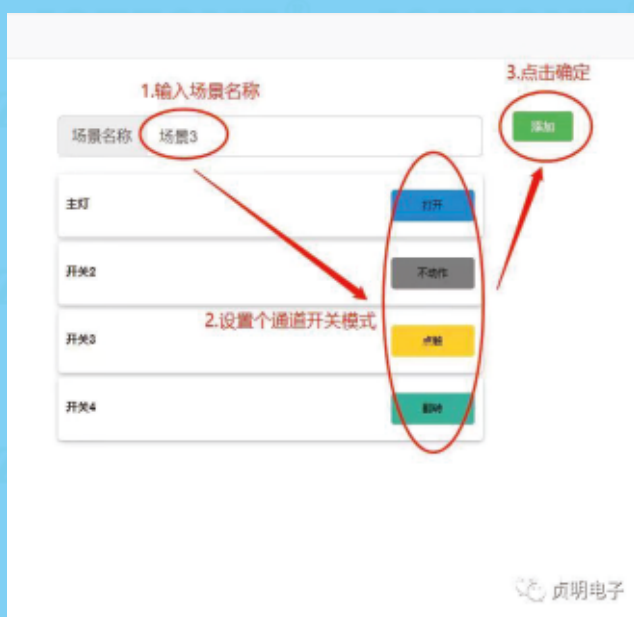 3.点击确定
1.输入场景名称
场景名称 场景3
添加
主灯 打开
开关2 不动作
2.设置个通道开关模式
开关3 点触
开关4 翻转
贞明电子